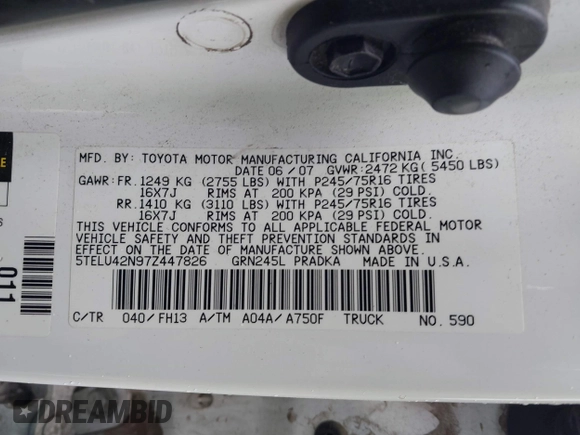 MFD. BY: TOYOTA MOTOR MANUFACTURING CALIFORNIA INC.
DATE 06 / 07 GVWR: 2472 KG ( 5450 LBS)
GAWR: FR. 1249 KG (2755 LBS) WITH P245/75R16 TIRES
16X7J RIMS AT 200 KPA (29 PSI) COLD.
RR. 1410 KG (3110 LBS) WITH P245/75R16 TIRES
16X7J RIMS AT 200 KPA (29 PSI) COLD.
THIS VEHICLE CONFORMS TO ALL APPLICABLE FEDERAL MOTOR
VEHICLE SAFETY AND THEFT PREVENTION STANDARDS IN
EFFECT ON THE DATE OF MANUFACTURE SHOWN ABOVE.
5TELU42N97Z447826 GRN245L PRADKA MADE IN U.S.A.
C/TR 040/FH13 A/TM A04A/A750F TRUCK NO. 590
011
DREAMBID